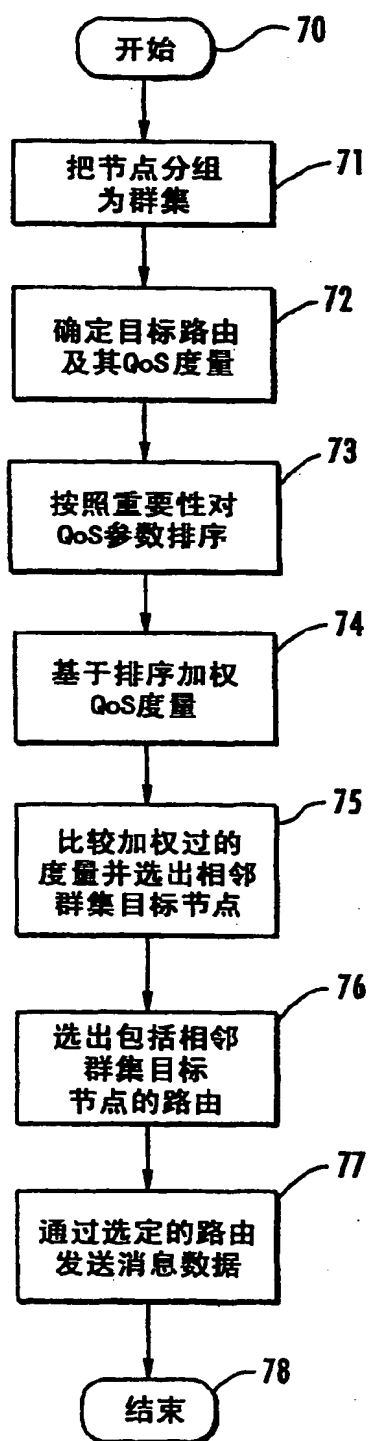 开始
70
把节点分组
为群集
71
确定目标路由
及其QoS度量
72
按照重要性对
QoS参数排序
73
基于排序加权
QoS度量
74
比较加权过的
度量并选出相邻
群集目标节点
75
选出包括相邻
群集目标
节点的路由
76
通过选定的路由
发送消息数据
77
结束
78